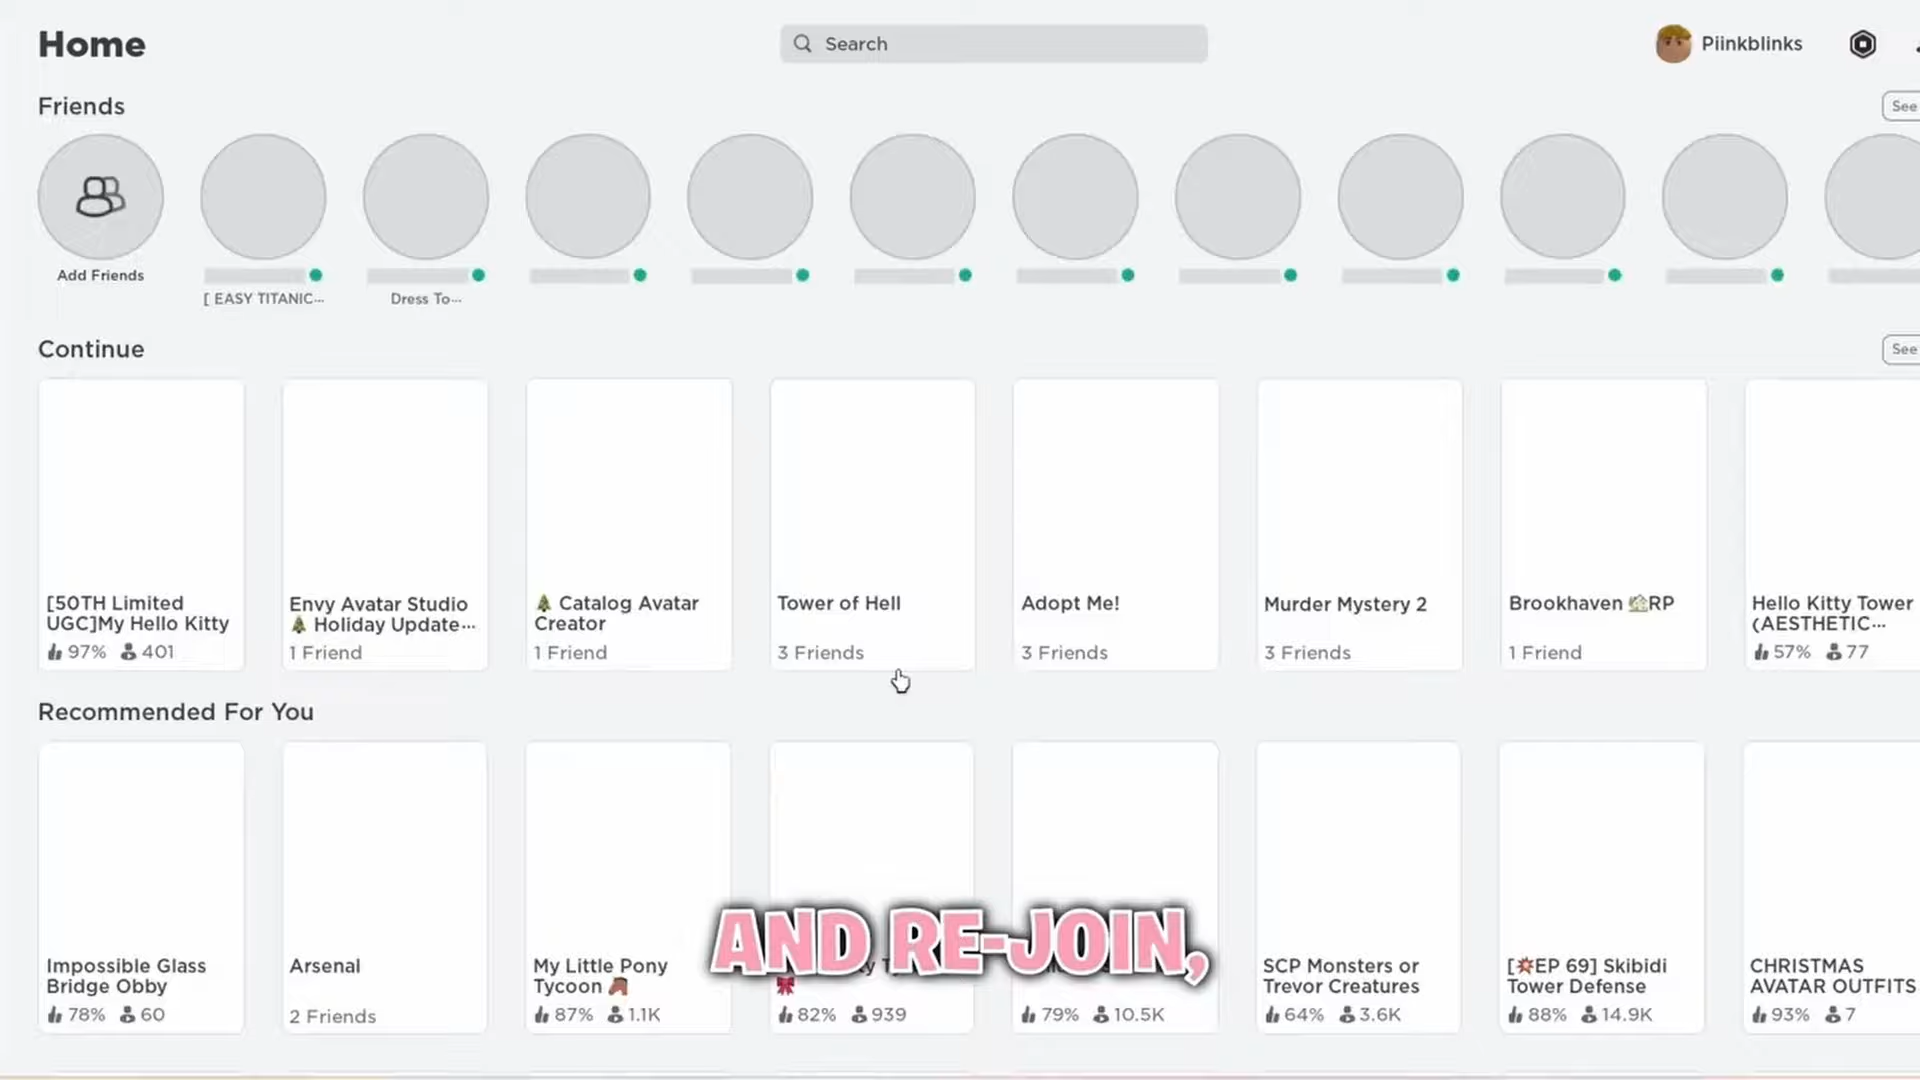 Home
Search
Piinkblinks
Friends
See
Add Friends
[ EASY TITANIC...
Dress To...
Continue
See
[50TH Limited
UGC]My Hello Kitty
97% 401
Envy Avatar Studio
🎄 Holiday Update...
1 Friend
🎄 Catalog Avatar
Creator
1 Friend
Tower of Hell
3 Friends
Adopt Me!
3 Friends
Murder Mystery 2
3 Friends
Brookhaven 🏡RP
1 Friend
Hello Kitty Tower
(AESTHETIC...
57% 77
Recommended For You
Impossible Glass
Bridge Obby
78% 60
Arsenal
2 Friends
My Little Pony
Tycoon 🐴
87% 1.1K
🎀
82% 939
79% 10.5K
SCP Monsters or
Trevor Creatures
64% 3.6K
[💥EP 69] Skibidi
Tower Defense
88% 14.9K
CHRISTMAS
AVATAR OUTFITS
93% 7
AND RE-JOIN,